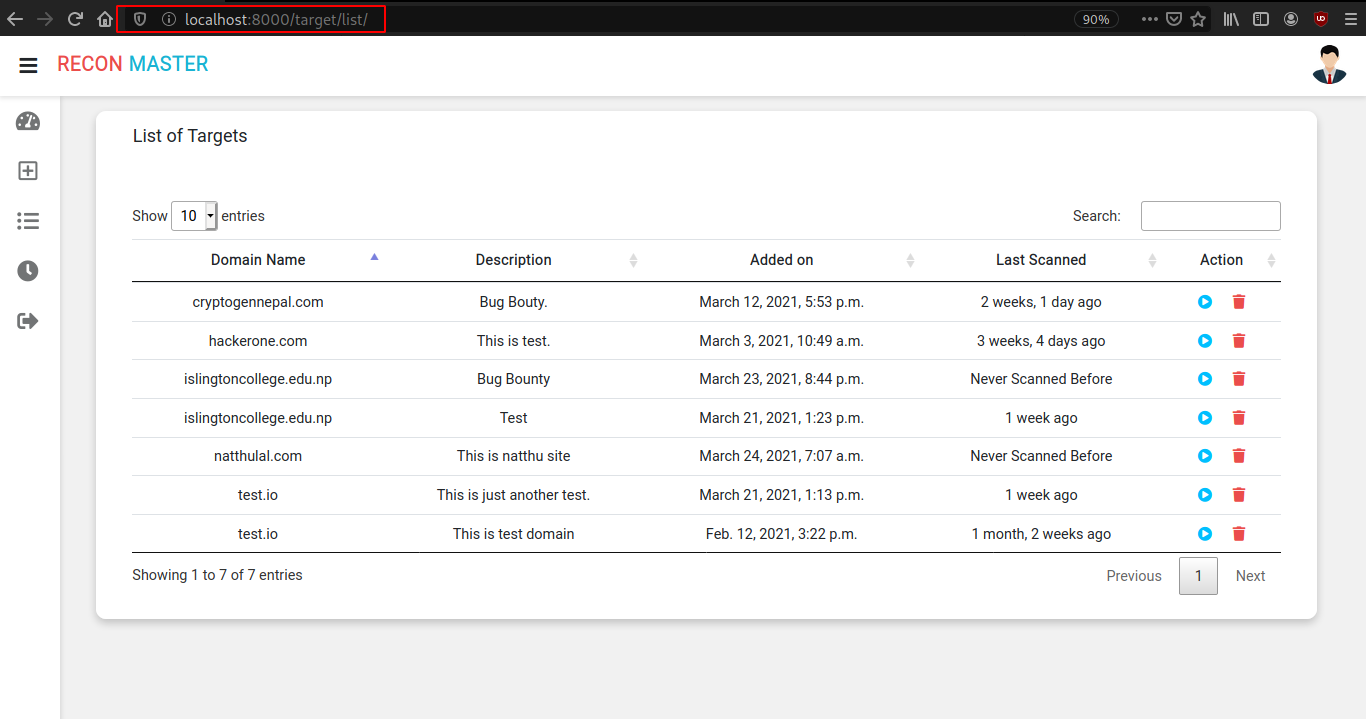 localhost:8000/target/list/
90%
RECON MASTER
List of Targets
Show 10 entries Search:
Domain Name Description Added on Last Scanned Action
cryptogennepal.com Bug Bouty. March 12, 2021, 5:53 p.m. 2 weeks, 1 day ago
hackerone.com This is test. March 3, 2021, 10:49 a.m. 3 weeks, 4 days ago
islingtoncollege.edu.np Bug Bounty March 23, 2021, 8:44 p.m. Never Scanned Before
islingtoncollege.edu.np Test March 21, 2021, 1:23 p.m. 1 week ago
natthulal.com This is natthu site March 24, 2021, 7:07 a.m. Never Scanned Before
test.io This is just another test. March 21, 2021, 1:13 p.m. 1 week ago
test.io This is test domain Feb. 12, 2021, 3:22 p.m. 1 month, 2 weeks ago
Showing 1 to 7 of 7 entries Previous 1 Next